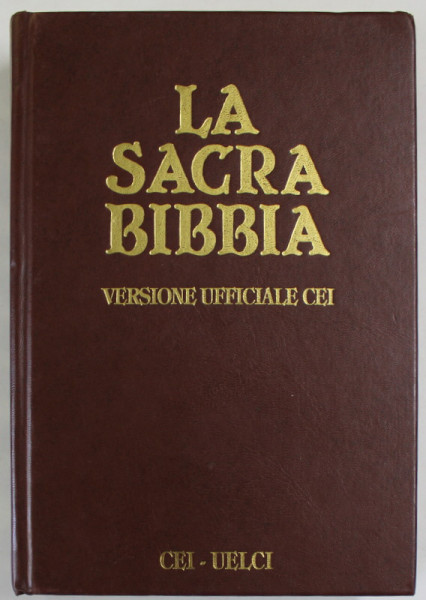 LA
SACRA
BIBBIA
VERSIONE UFFICIALE CEI
CEI - UELCI